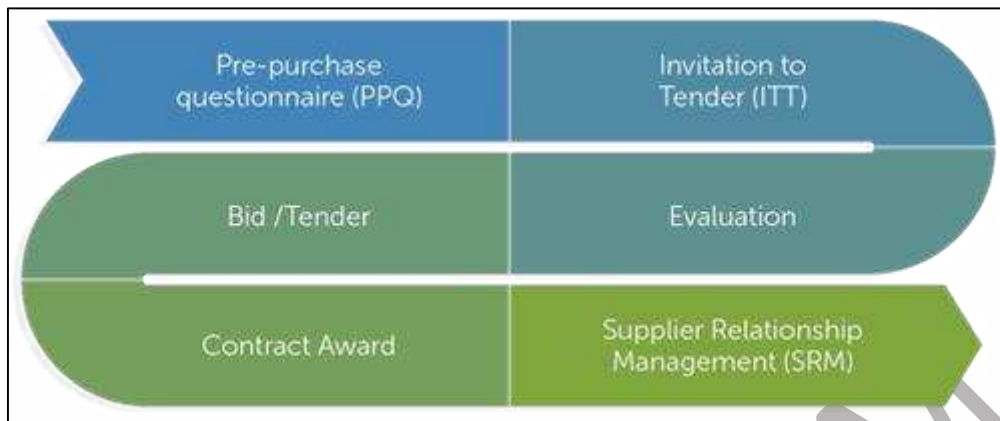 Pre-purchase
questionnaire (PPQ)
Invitation to
Tender (ITT)
Bid /Tender
Evaluation
Contract Award
Supplier Relationship
Management (SRM)